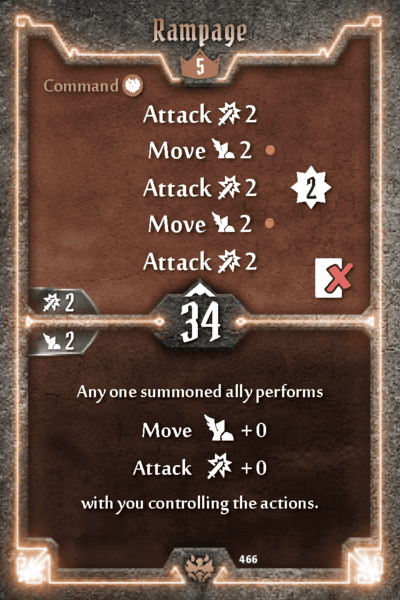 Rampage
5
Command
Attack 2
Move 2
Attack 2
2
Move 2
Attack 2
2
34
2
Any one summoned ally performs
Move +0
Attack +0
with you controlling the actions.
466